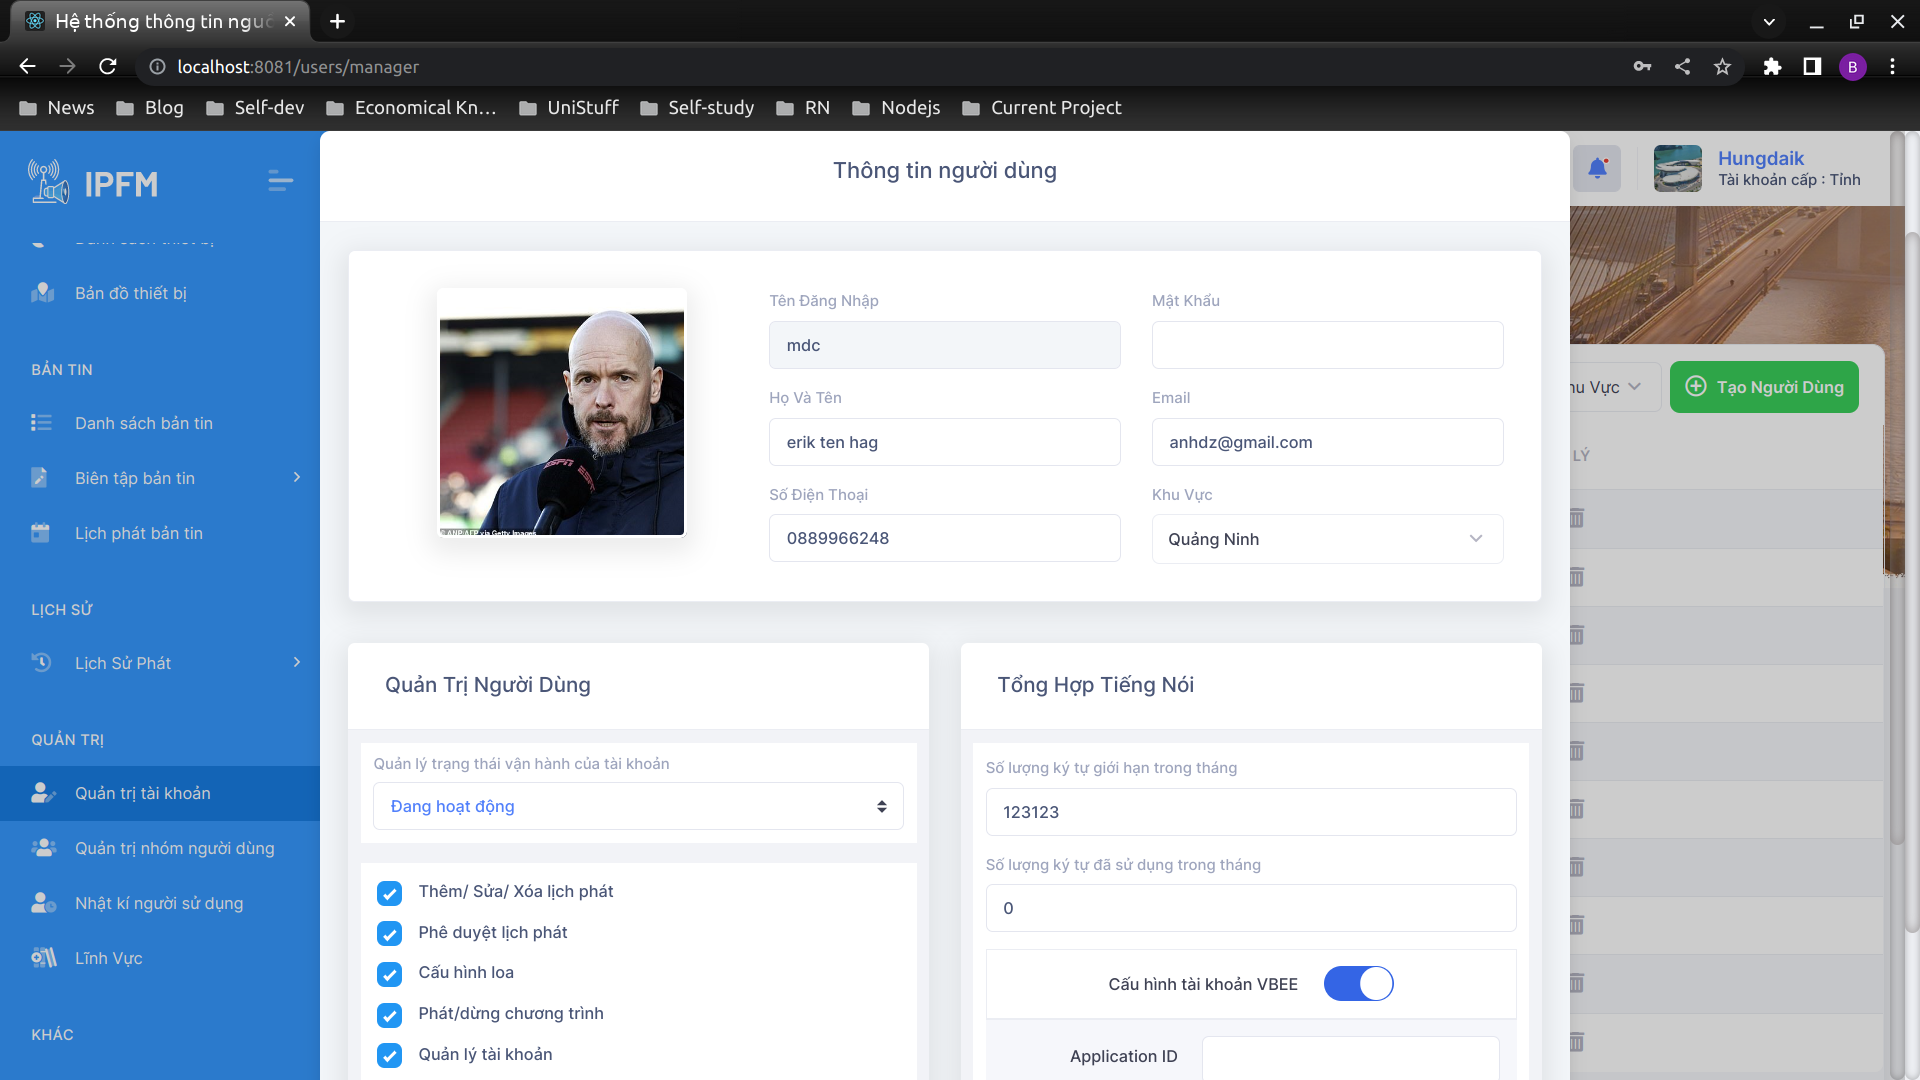 Hệ thống thông tin ngườ
localhost:8081/users/manager
B
News
Blog
Self-dev
Economical Kn...
UniStuff
Self-study
RN
Nodejs
Current Project
IPFM
Bản đồ thiết bị
BẢN TIN
Danh sách bản tin
Biên tập bản tin
Lịch phát bản tin
LỊCH SỬ
Lịch Sử Phát
QUẢN TRỊ
Quản trị tài khoản
Quản trị nhóm người dùng
Nhật kí người sử dụng
Lĩnh Vực
KHÁC
Thông tin người dùng
Tên Đăng Nhập
mdc
Mật Khẩu
Họ Và Tên
erik ten hag
Email
anhdz@gmail.com
Số Điện Thoại
0889966248
Khu Vực
Quảng Ninh
ESPN
Quản Trị Người Dùng
Quản lý trạng thái vận hành của tài khoản
Đang hoạt động
Thêm/ Sửa/ Xóa lịch phát
Phê duyệt lịch phát
Cấu hình loa
Phát/dừng chương trình
Quản lý tài khoản
Tổng Hợp Tiếng Nói
Số lượng ký tự giới hạn trong tháng
123123
Số lượng ký tự đã sử dụng trong tháng
0
Cấu hình tài khoản VBEE
Application ID
Hungdaik
Tài khoản cấp : Tỉnh
hu Vực
Tạo Người Dùng
LÝ